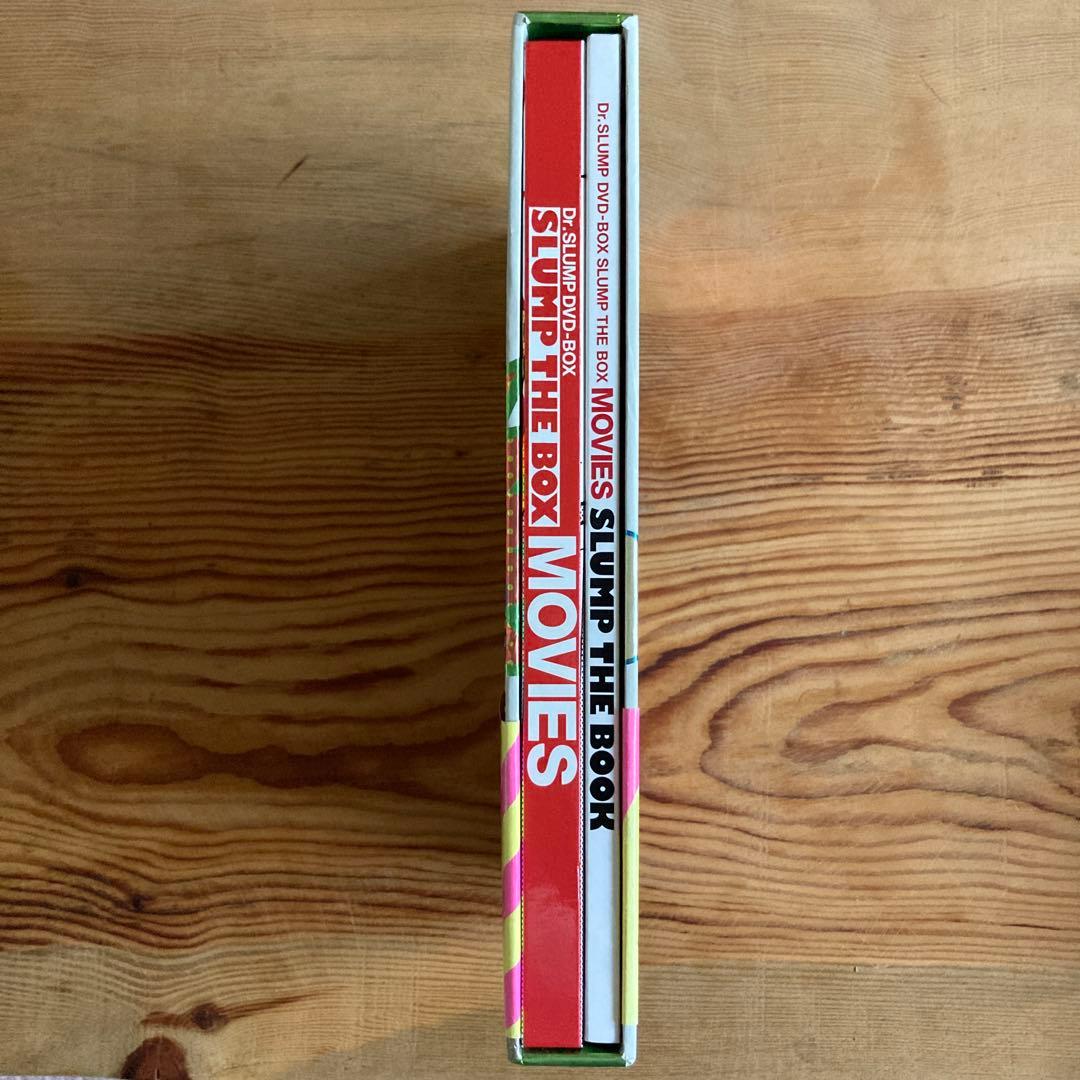 Dr.SLUMP DVD-BOX
SLUMP THE BOX
MOVIES
Dr.SLUMP DVD-BOX SLUMP THE BOX MOVIES SLUMP THE BOOK